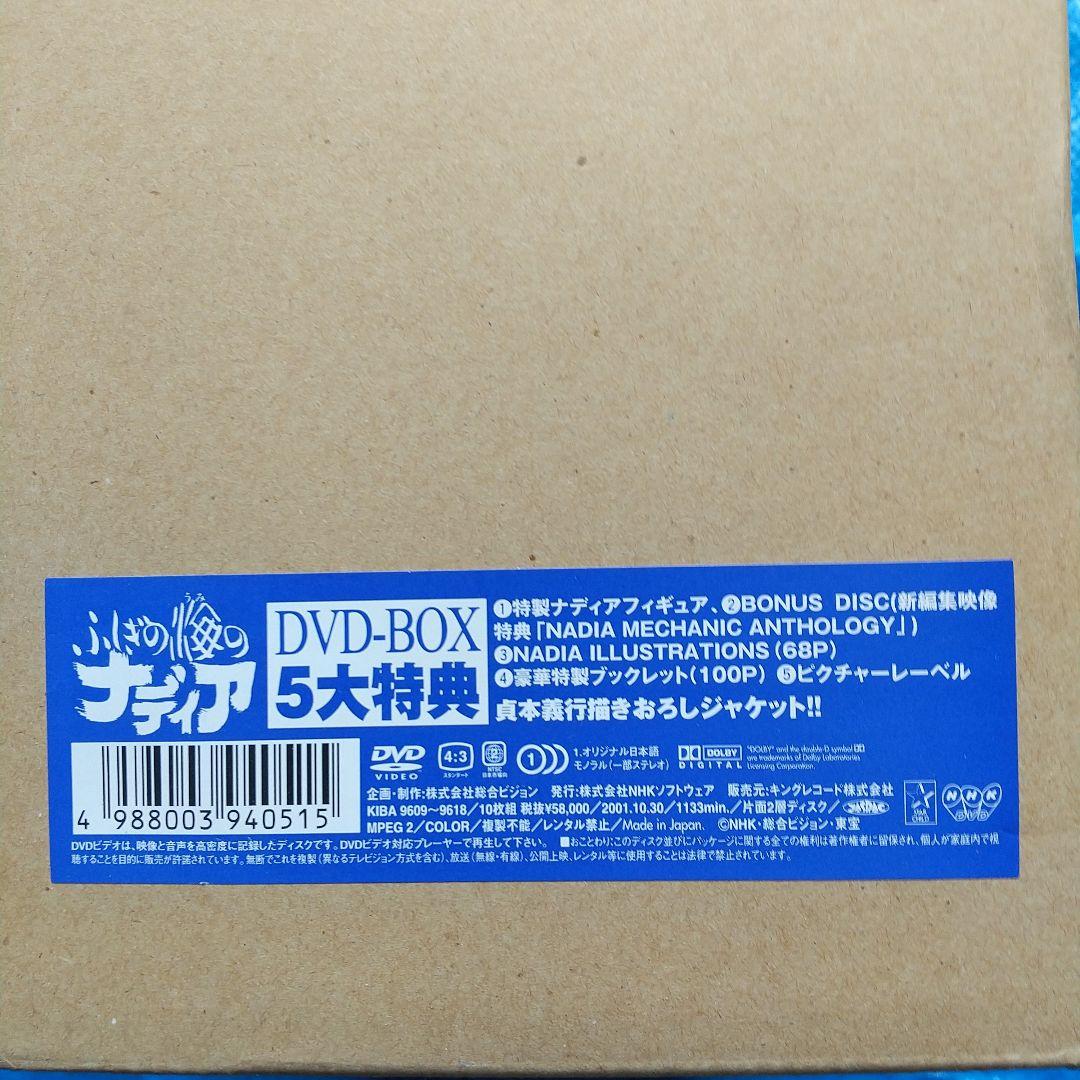 ふしぎの海の
うみ
ナディア
DVD-BOX
5大特典
❶特製ナディアフィギュア、❷BONUS DISC(新編集映像
特典「NADIA MECHANIC ANTHOLOGY」)
❸NADIA ILLUSTRATIONS(68P)
❹豪華特製ブックレット(100P) ❺ピクチャーレーベル
貞本義行描きおろしジャケット!!
4 988003 940515
DVD
VIDEO
4:3
スタンダード
2
NTSC
日本市場向
1
1.オリジナル日本語
モノラル(一部ステレオ)
DOLBY
DIGITAL
"DOLBY" and the double-D symbol
are trademarks of Dolby Laboratories
Licensing Corporation.
企画・制作:株式会社総合ビジョン 発行:株式会社NHKソフトウェア 販売元:キングレコード株式会社
KIBA 9609～9618/10枚組 税抜¥58,000/2001.10.30/1133min./片面2層ディスク/
MPEG 2/COLOR/複製不能/レンタル禁止/Made in Japan. ©NHK・総合ビジョン・東宝
JASRAC
STAR CHILD
NHK
DVD
DVDビデオは、映像と音声を高密度に記録したディスクです。DVDビデオ対応プレーヤーで再生して下さい。 ■おことわり:このディスク並びにパッケージに関する全ての権利は著作権者に留保され、個人が家庭内で視
聴することを目的に販売が許諾されています。無断でこれを複製(異なるテレビジョン方式を含む)、放送(無線・有線)、公開上映、レンタル等に使用することは法律で禁止されています。